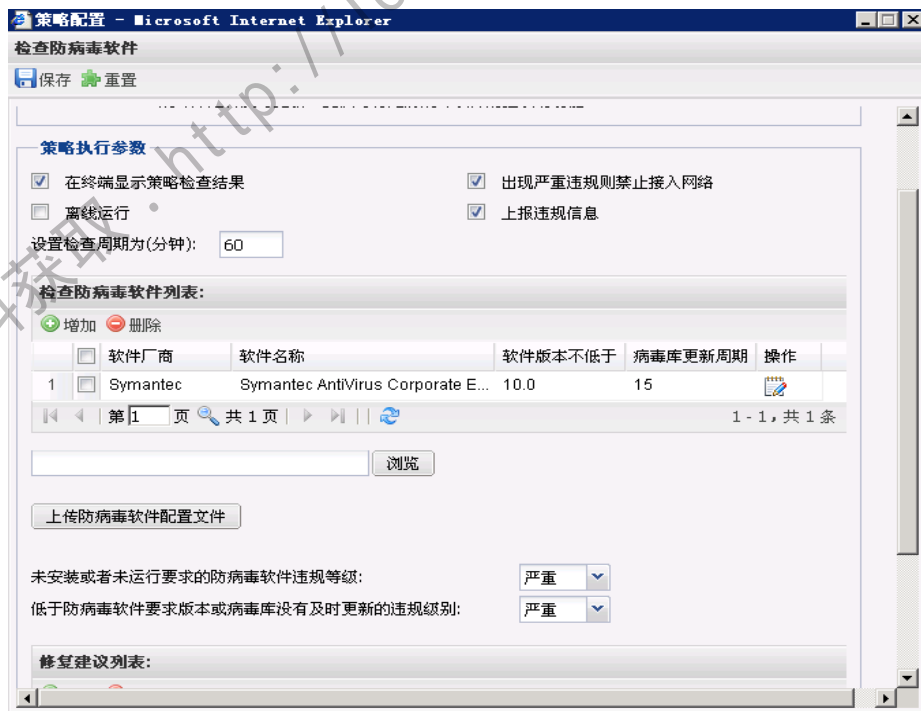 策略配置 - Microsoft Internet Explorer
检查防病毒软件
保存 重置
策略执行参数
在终端显示策略检查结果 出现严重违规则禁止接入网络
离线运行 上报违规信息
设置检查周期为(分钟): 60
检查防病毒软件列表:
增加 删除
软件厂商 软件名称 软件版本不低于 病毒库更新周期 操作
1 Symantec Symantec AntiVirus Corporate E... 10.0 15
第 1 页 共 1 页 1 - 1，共 1 条
浏览
上传防病毒软件配置文件
未安装或者未运行要求的防病毒软件违规等级: 严重
低于防病毒软件要求版本或病毒库没有及时更新的违规级别: 严重
修复建议列表:
获取：http://